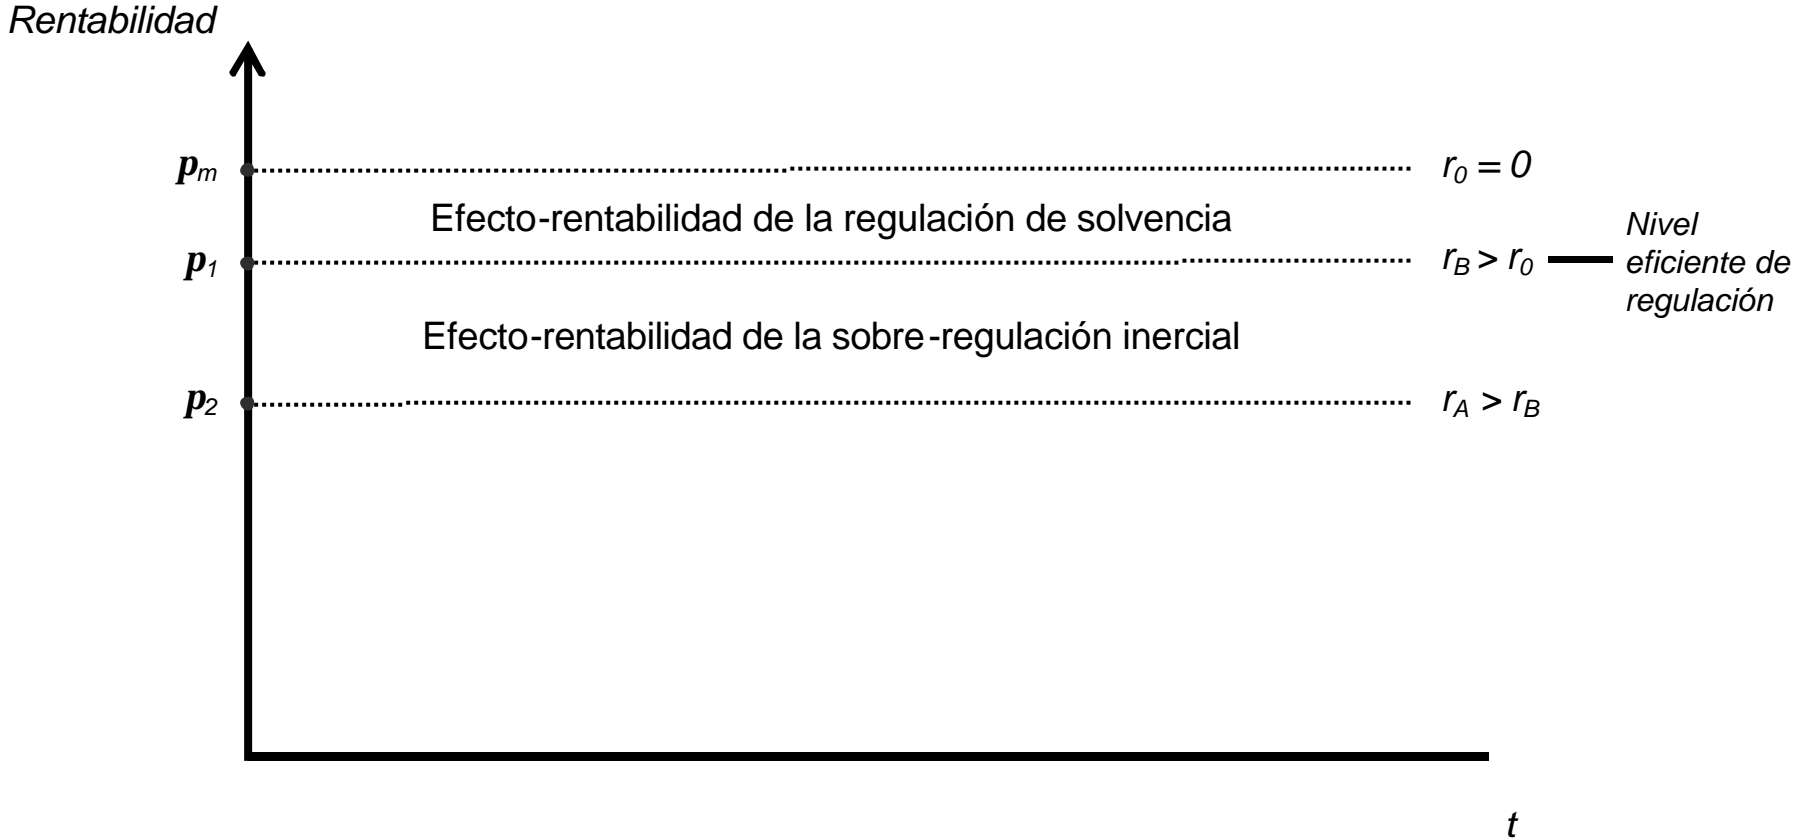 Rentabilidad
p_m
r_0 = 0
Efecto-rentabilidad de la regulación de solvencia
p_1
r_B > r_0
Nivel
eficiente de
regulación
Efecto-rentabilidad de la sobre-regulación inercial
p_2
r_A > r_B
t